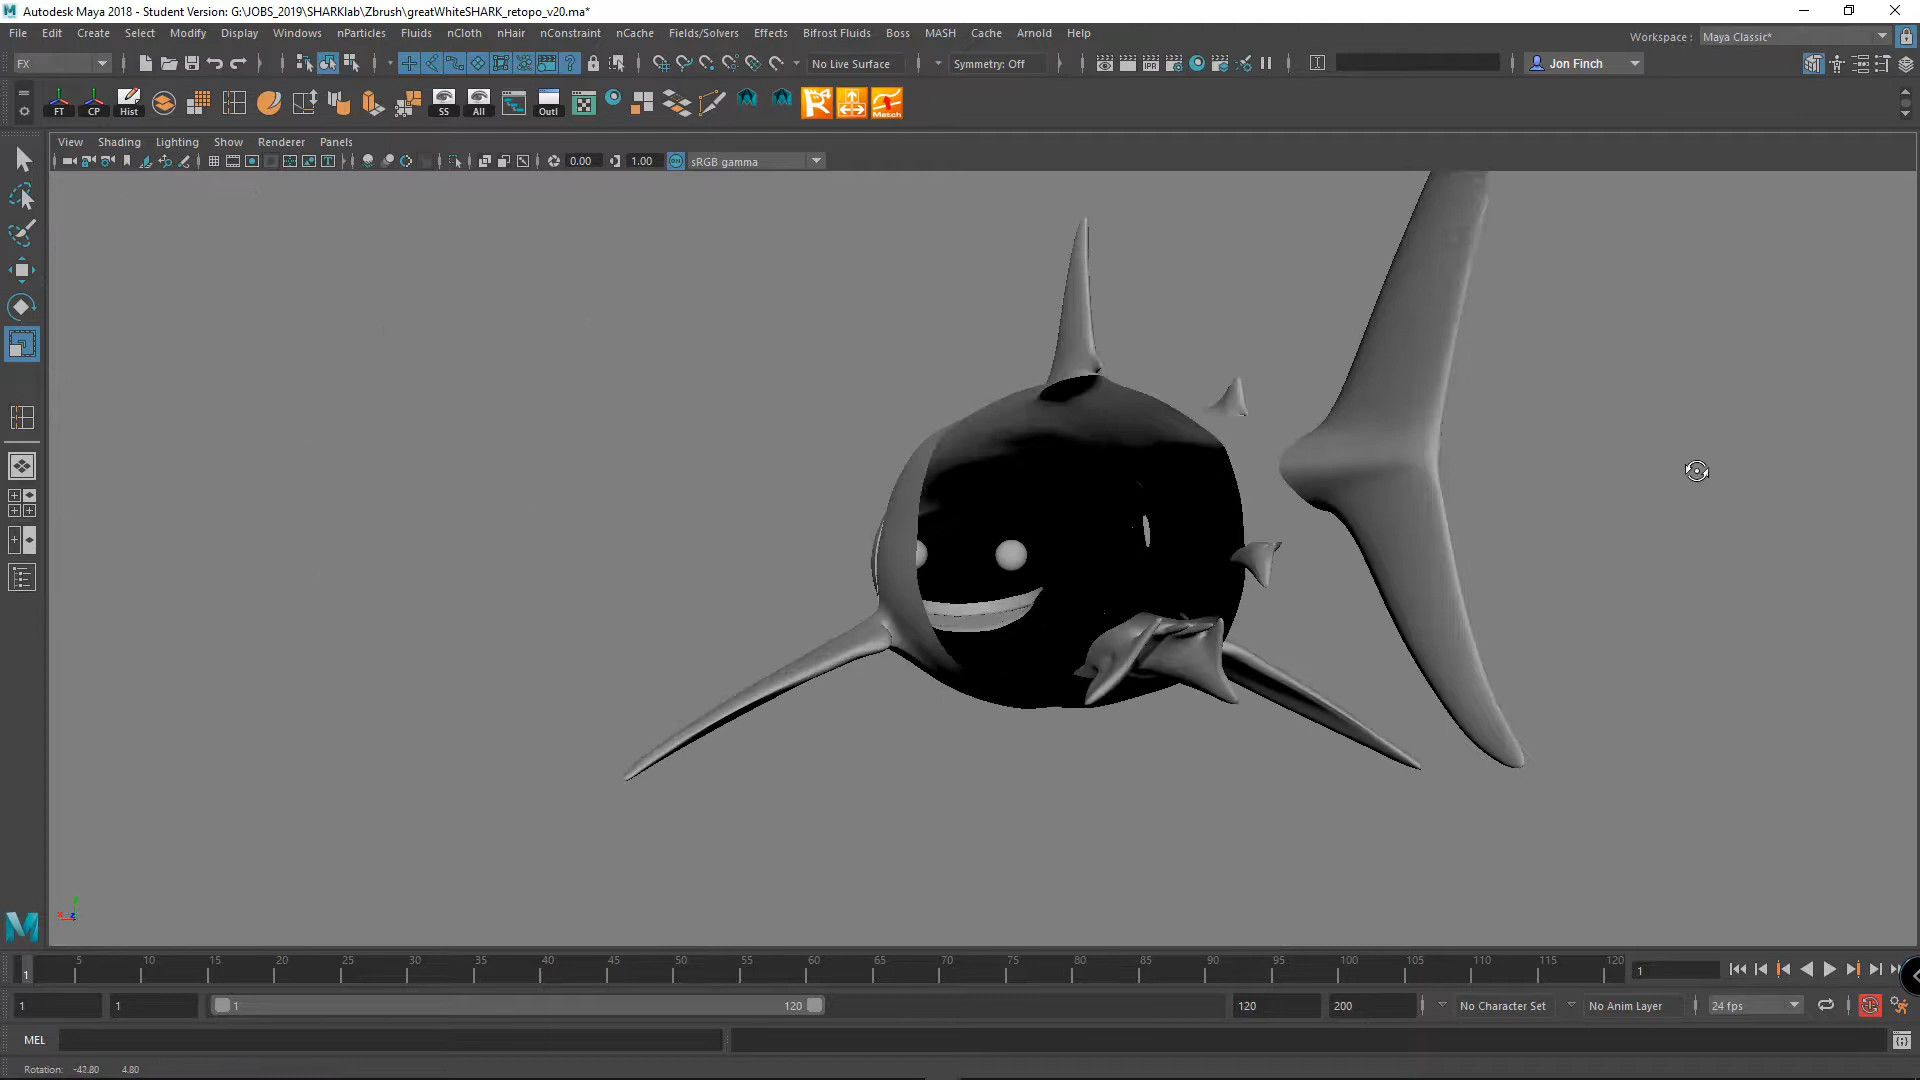 Autodesk Maya 2018 - Student Version: G:\JOBS_2019\SHARKlab\Zbrush\greatWhiteSHARK_retopo_v20.ma*
File Edit Create Select Modify Display Windows nParticles Fluids nCloth nHair nConstraint nCache Fields/Solvers Effects Bifrost Fluids Boss MASH Cache Arnold Help
Workspace : Maya Classic*
FX No Live Surface Symmetry: Off Jon Finch
FT CP Hist SS All Outl Match
View Shading Lighting Show Renderer Panels
0.00 1.00 sRGB gamma
5 10 15 20 25 30 35 40 45 50 55 60 65 70 75 80 85 90 95 100 105 110 115 120
1 1
1 1 1 120 120 200 No Character Set No Anim Layer 24 fps
MEL
Rotation: -42.80 4.80